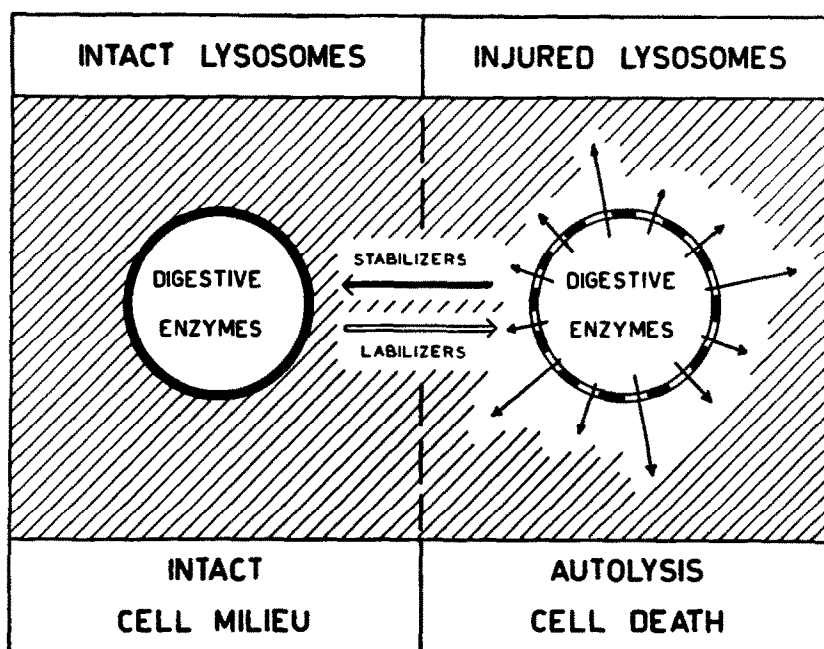 INTACT LYSOSOMES
INJURED LYSOSOMES
DIGESTIVE
ENZYMES
STABILIZERS
LABILIZERS
DIGESTIVE
ENZYMES
INTACT
CELL MILIEU
AUTOLYSIS
CELL DEATH